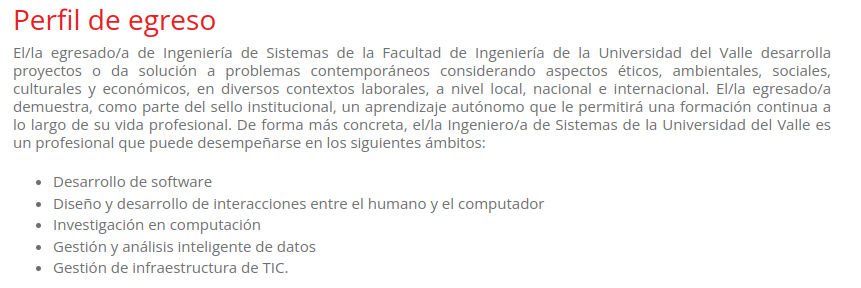 Perfil de egreso
El/la egresado/a de Ingeniería de Sistemas de la Facultad de Ingeniería de la Universidad del Valle desarrolla
proyectos o da solución a problemas contemporáneos considerando aspectos éticos, ambientales, sociales,
culturales y económicos, en diversos contextos laborales, a nivel local, nacional e internacional. El/la egresado/a
demuestra, como parte del sello institucional, un aprendizaje autónomo que le permitirá una formación continua a
lo largo de su vida profesional. De forma más concreta, el/la Ingeniero/a de Sistemas de la Universidad del Valle es
un profesional que puede desempeñarse en los siguientes ámbitos:
• Desarrollo de software
• Diseño y desarrollo de interacciones entre el humano y el computador
• Investigación en computación
• Gestión y análisis inteligente de datos
• Gestión de infraestructura de TIC.